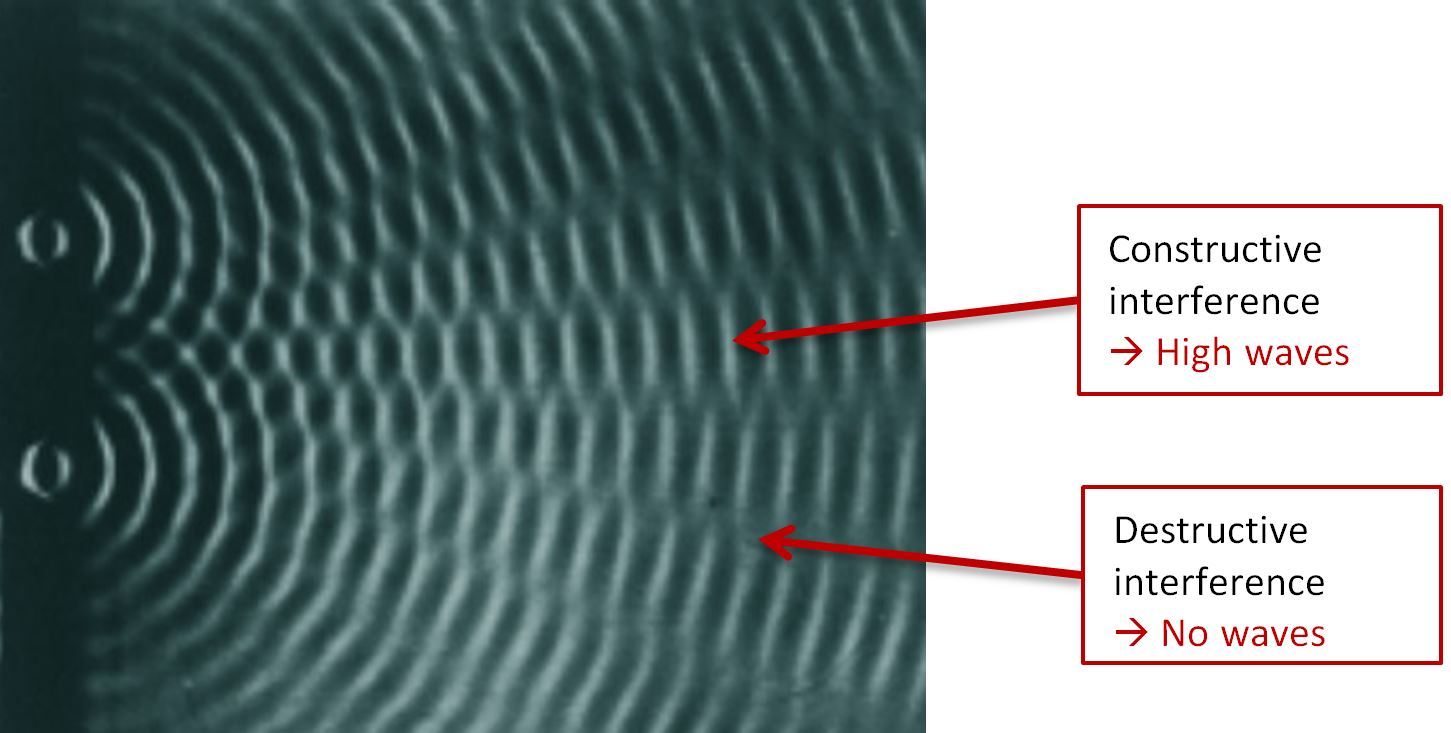 Constructive
interference
→ High waves
Destructive
interference
→ No waves